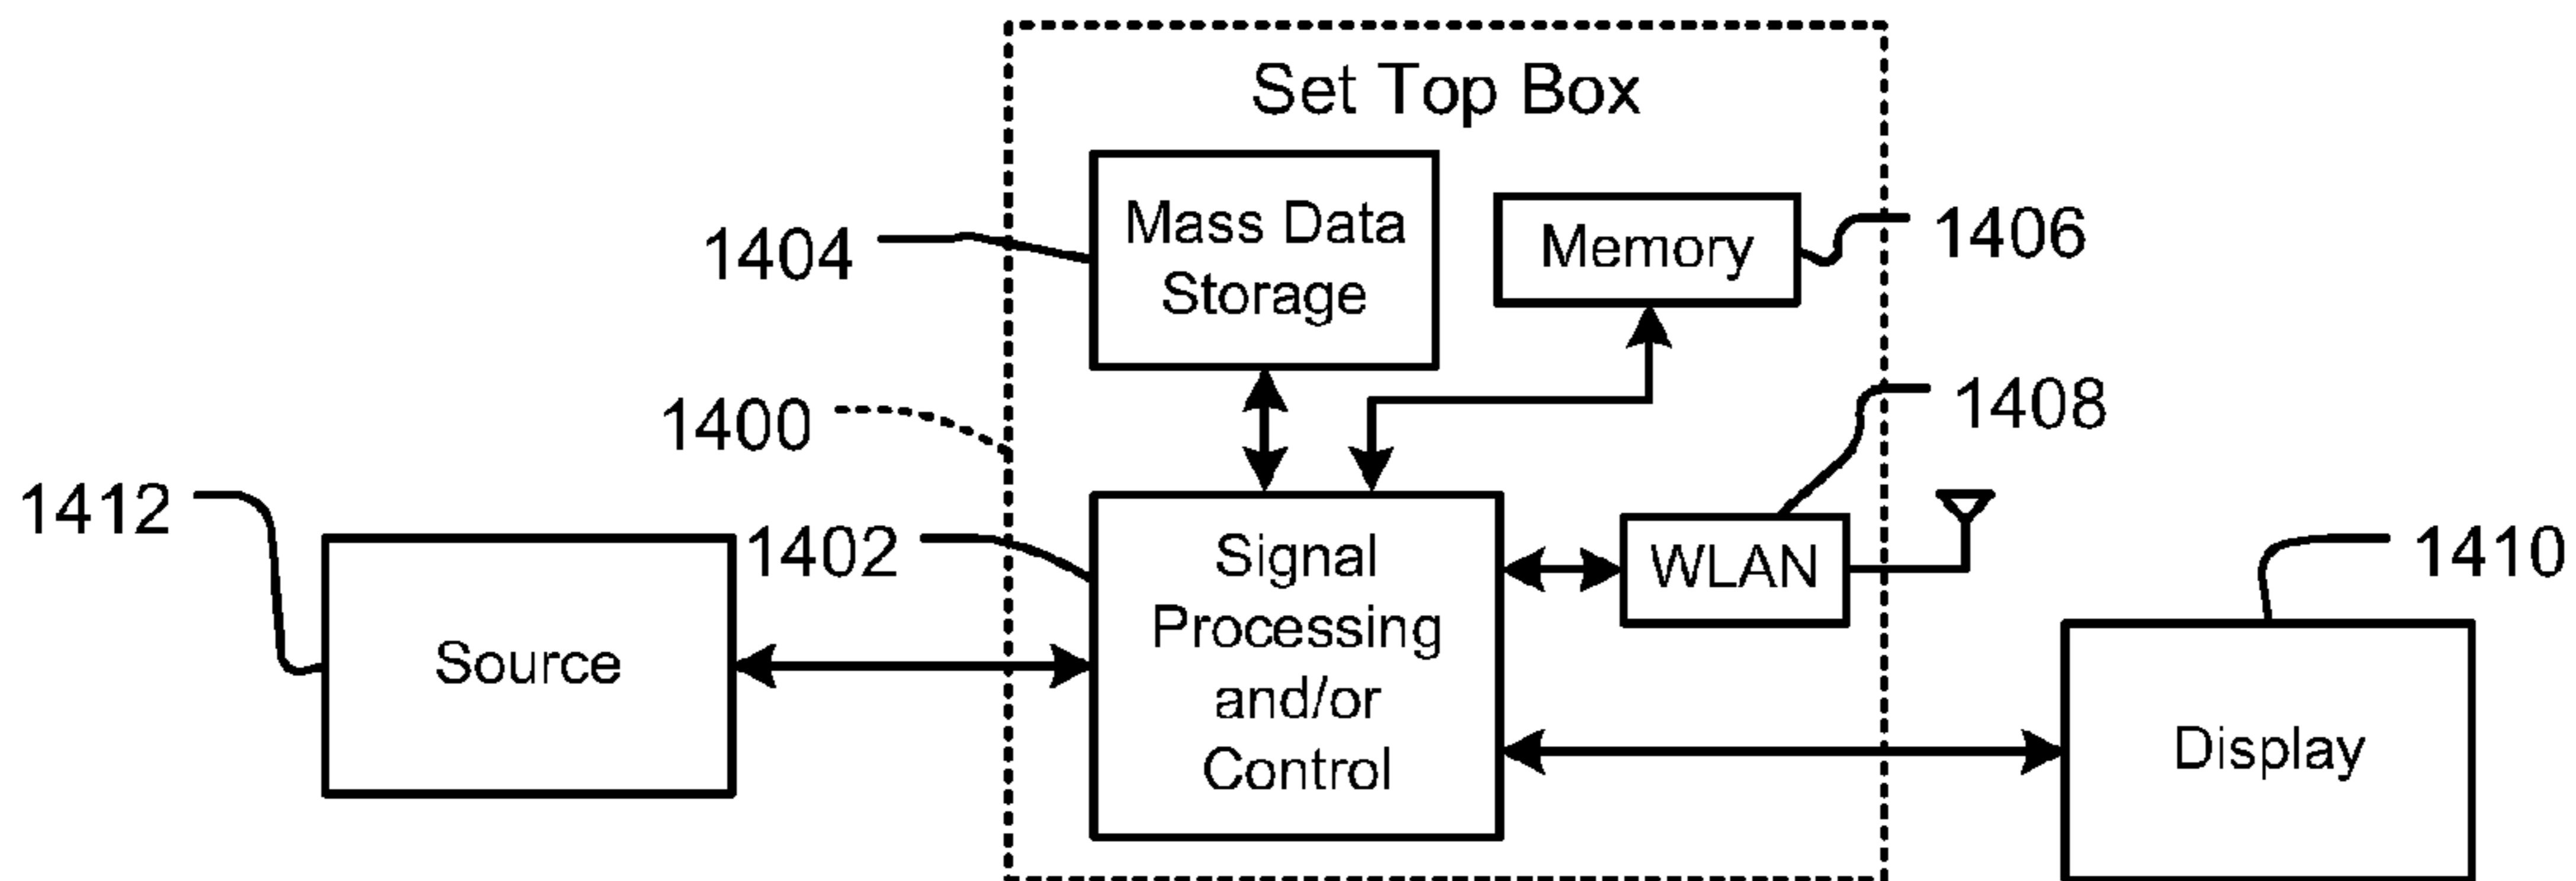 Set Top Box
Mass Data
Storage
Memory
1404
1406
1400
1408
1412
1402
Signal
Processing
and/or
Control
WLAN
1410
Source
Display